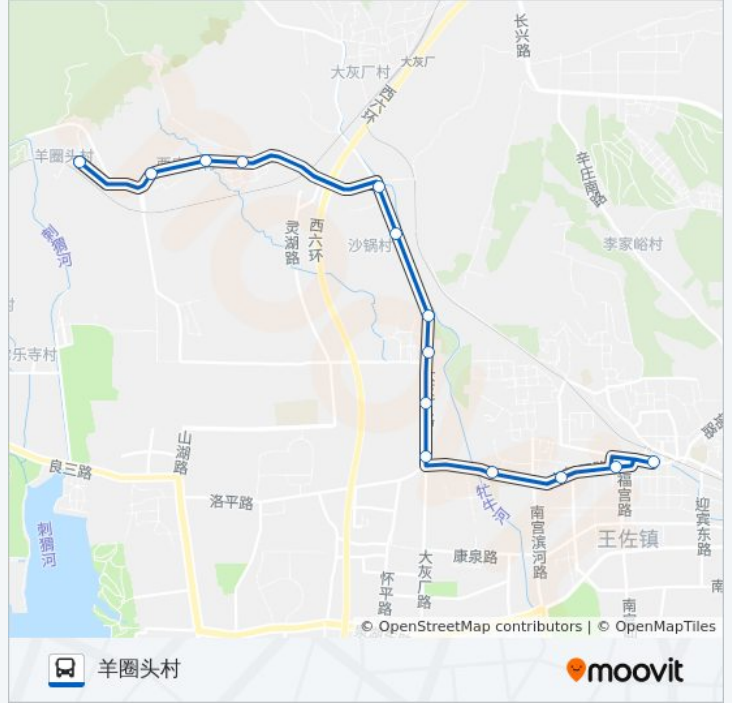 长兴路
大灰厂
大灰厂村
西六环
羊圈头村
辛庄南路
刺猬河
灵湖路
西六环
沙锅村
李家峪村
乐寺村
山湖路
良三路
洛平路
牤牛河
福宫路
南宫滨河路
迎宾东路
王佐镇
刺猬河
大灰厂路
康泉路
怀平路
南
南宫
© OpenStreetMap contributors | © OpenMapTiles
羊圈头村
moovit